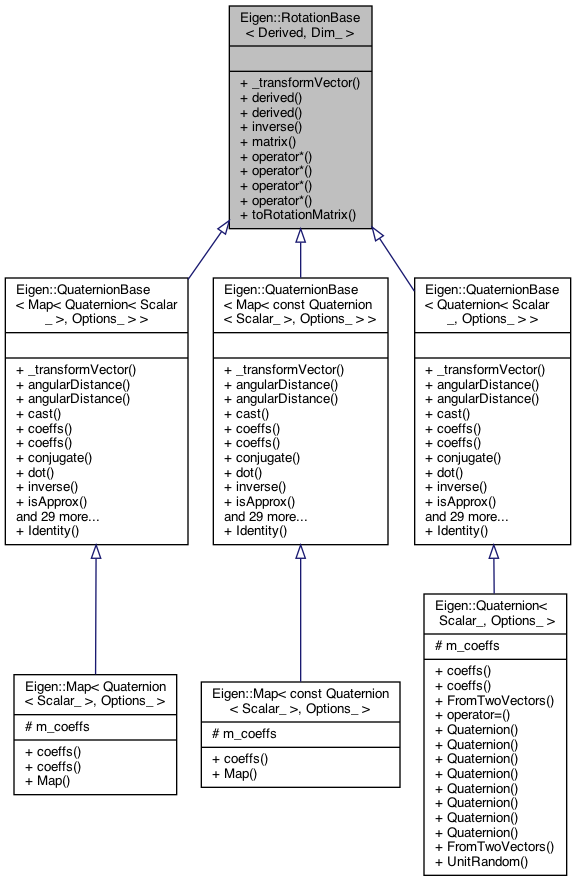 Eigen::RotationBase
< Derived, Dim_ >
+ _transformVector()
+ derived()
+ derived()
+ inverse()
+ matrix()
+ operator*()
+ operator*()
+ operator*()
+ operator*()
+ toRotationMatrix()
Eigen::QuaternionBase
< Map< Quaternion< Scalar
_ >, Options_ > >
+ _transformVector()
+ angularDistance()
+ angularDistance()
+ cast()
+ coeffs()
+ coeffs()
+ conjugate()
+ dot()
+ inverse()
+ isApprox()
and 29 more...
+ Identity()
Eigen::QuaternionBase
< Map< const Quaternion
< Scalar_ >, Options_ > >
+ _transformVector()
+ angularDistance()
+ angularDistance()
+ cast()
+ coeffs()
+ coeffs()
+ conjugate()
+ dot()
+ inverse()
+ isApprox()
and 29 more...
+ Identity()
Eigen::QuaternionBase
< Quaternion< Scalar
_, Options_ > >
+ _transformVector()
+ angularDistance()
+ angularDistance()
+ cast()
+ coeffs()
+ coeffs()
+ conjugate()
+ dot()
+ inverse()
+ isApprox()
and 29 more...
+ Identity()
Eigen::Map< Quaternion
< Scalar_ >, Options_ >
# m_coeffs
+ coeffs()
+ coeffs()
+ Map()
Eigen::Map< const Quaternion
< Scalar_ >, Options_ >
# m_coeffs
+ coeffs()
+ Map()
Eigen::Quaternion<
Scalar_, Options_ >
# m_coeffs
+ coeffs()
+ coeffs()
+ FromTwoVectors()
+ operator=()
+ Quaternion()
+ Quaternion()
+ Quaternion()
+ Quaternion()
+ Quaternion()
+ Quaternion()
+ Quaternion()
+ Quaternion()
+ FromTwoVectors()
+ UnitRandom()